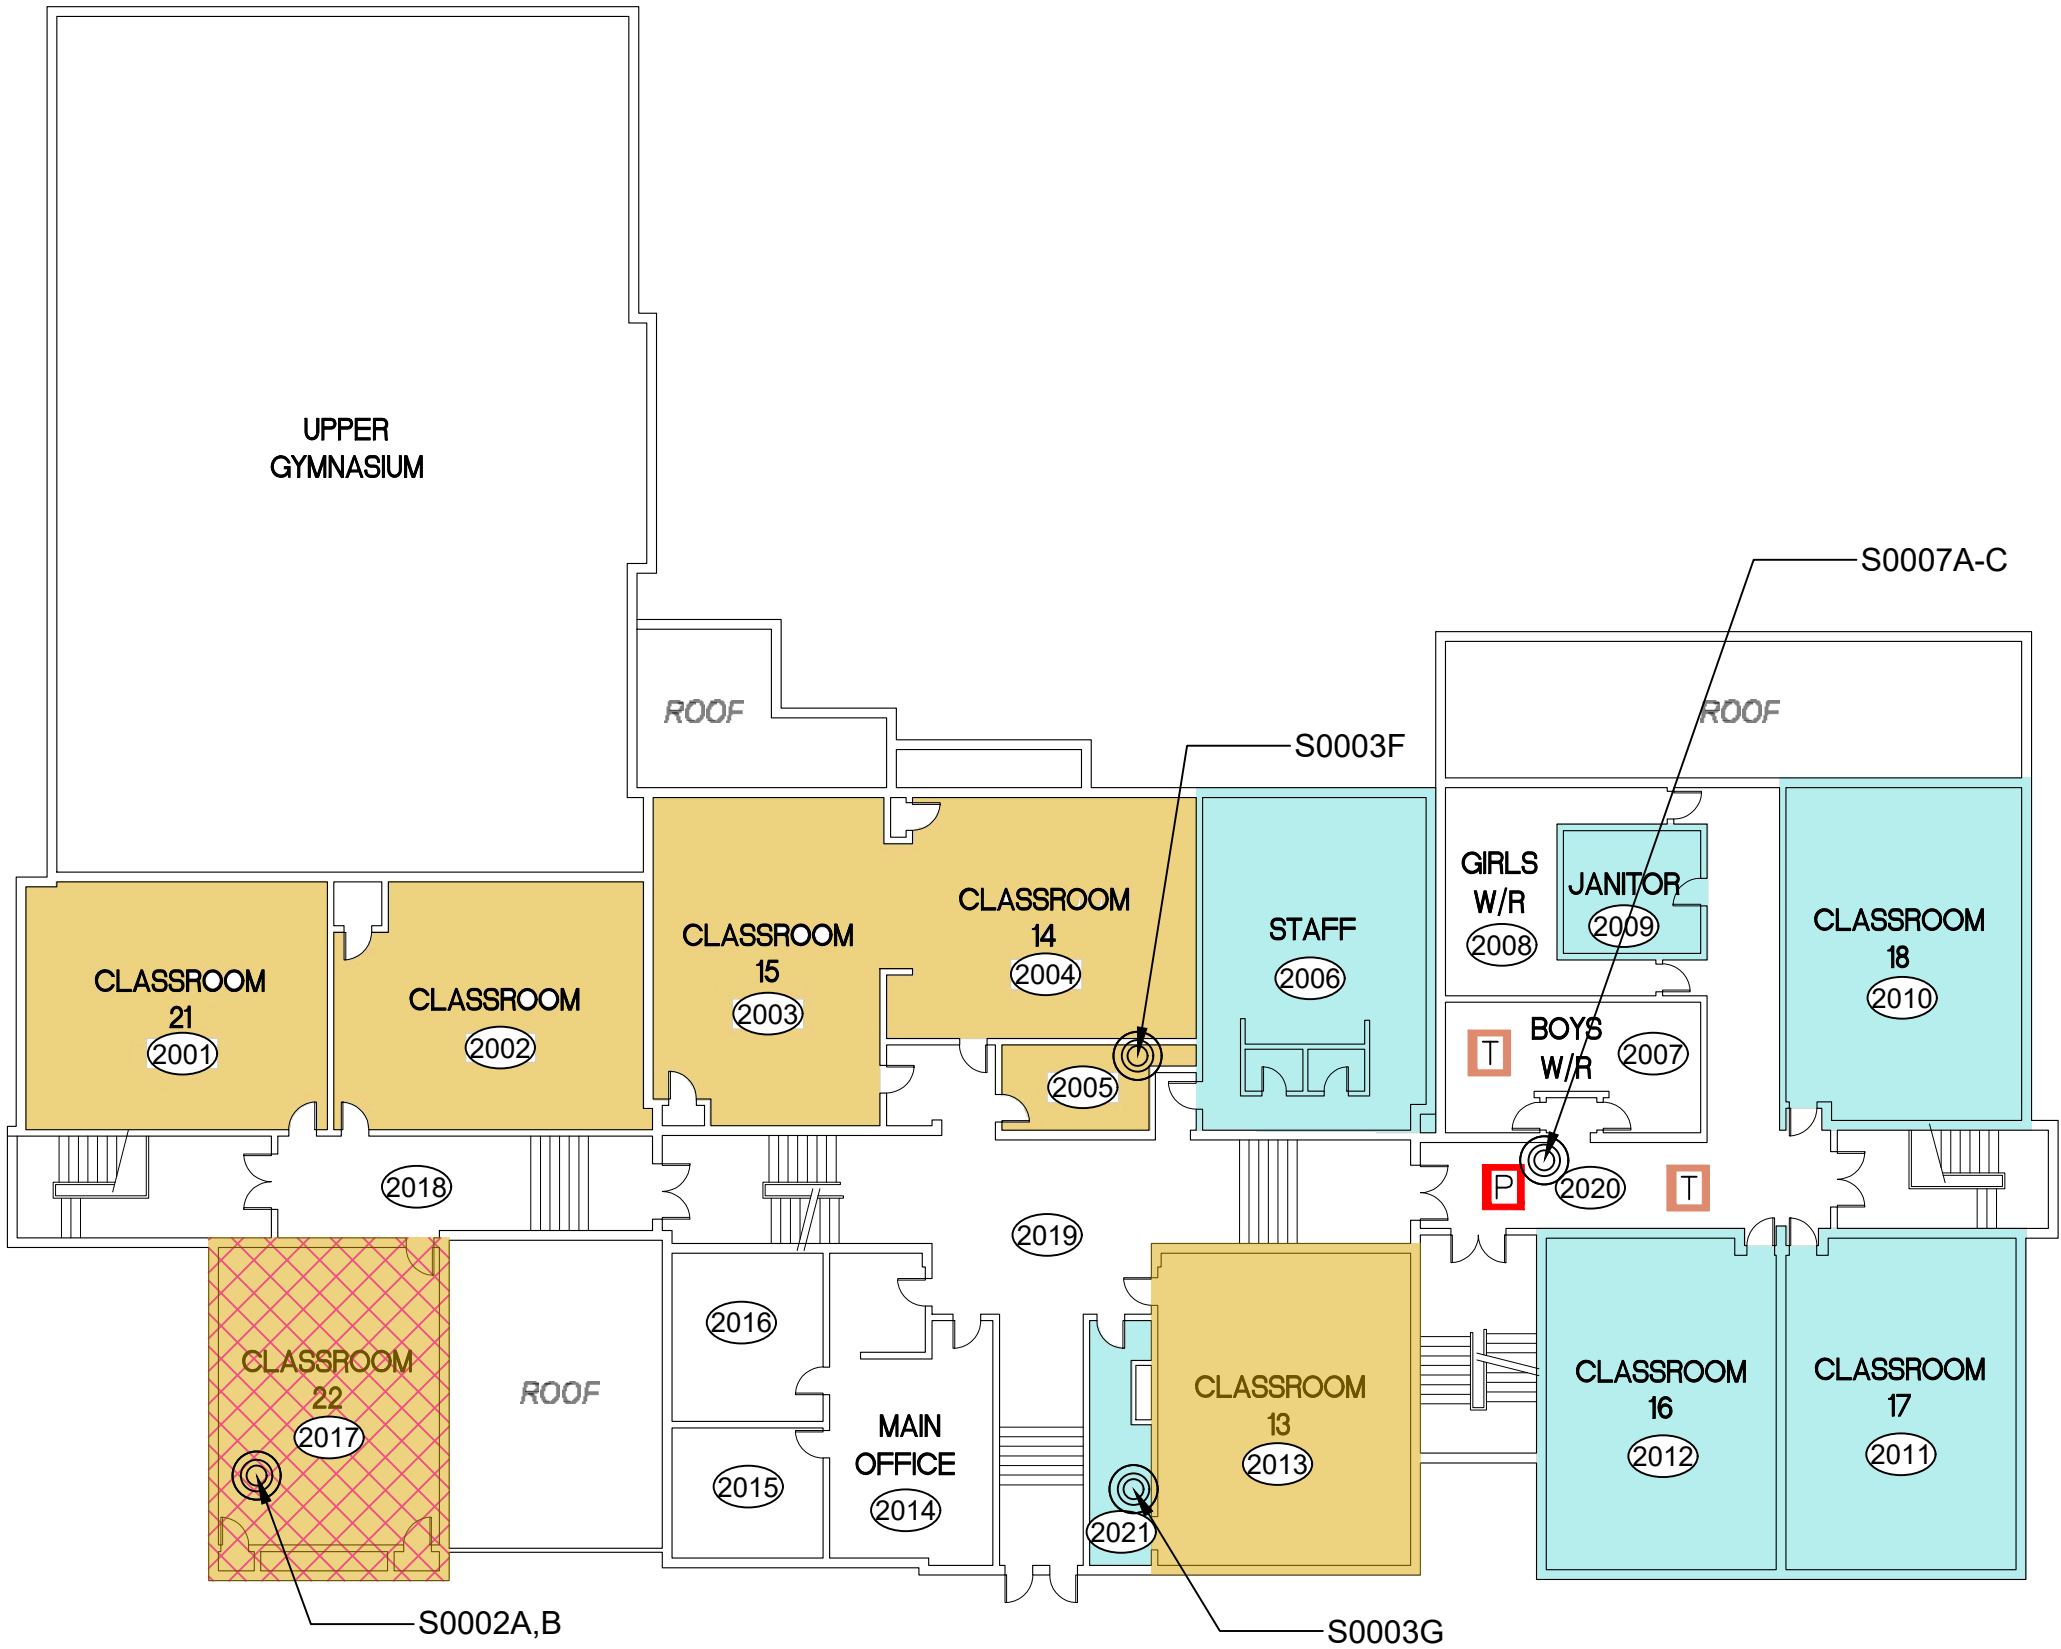 UPPER
GYMNASIUM
S0007A-C
ROOF
ROOF
S0003F
GIRLS
W/R
2008
JANITOR
2009
CLASSROOM
14
2004
STAFF
2006
CLASSROOM
18
2010
CLASSROOM
15
2003
CLASSROOM
21
2001
CLASSROOM
2002
T
BOYS
W/R
2007
2005
2018
P
2020
T
2019
2016
CLASSROOM
22
2017
ROOF
CLASSROOM
13
2013
CLASSROOM
16
2012
CLASSROOM
17
2011
MAIN
OFFICE
2014
2015
2021
S0002A,B
S0003G